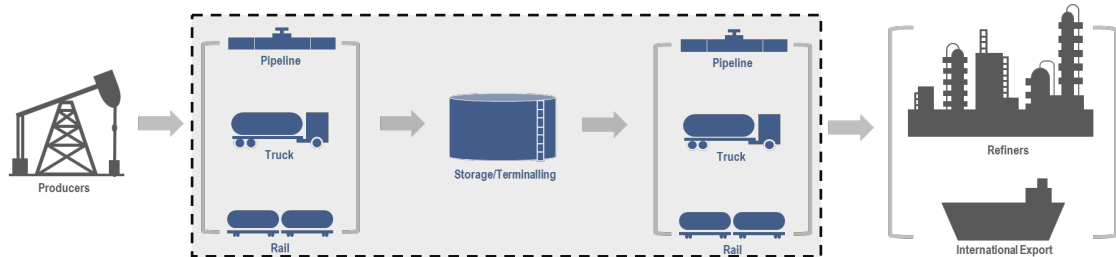 Producers
Pipeline
Truck
Rail
Storage/Terminalling
Pipeline
Truck
Rail
Refiners
International Export